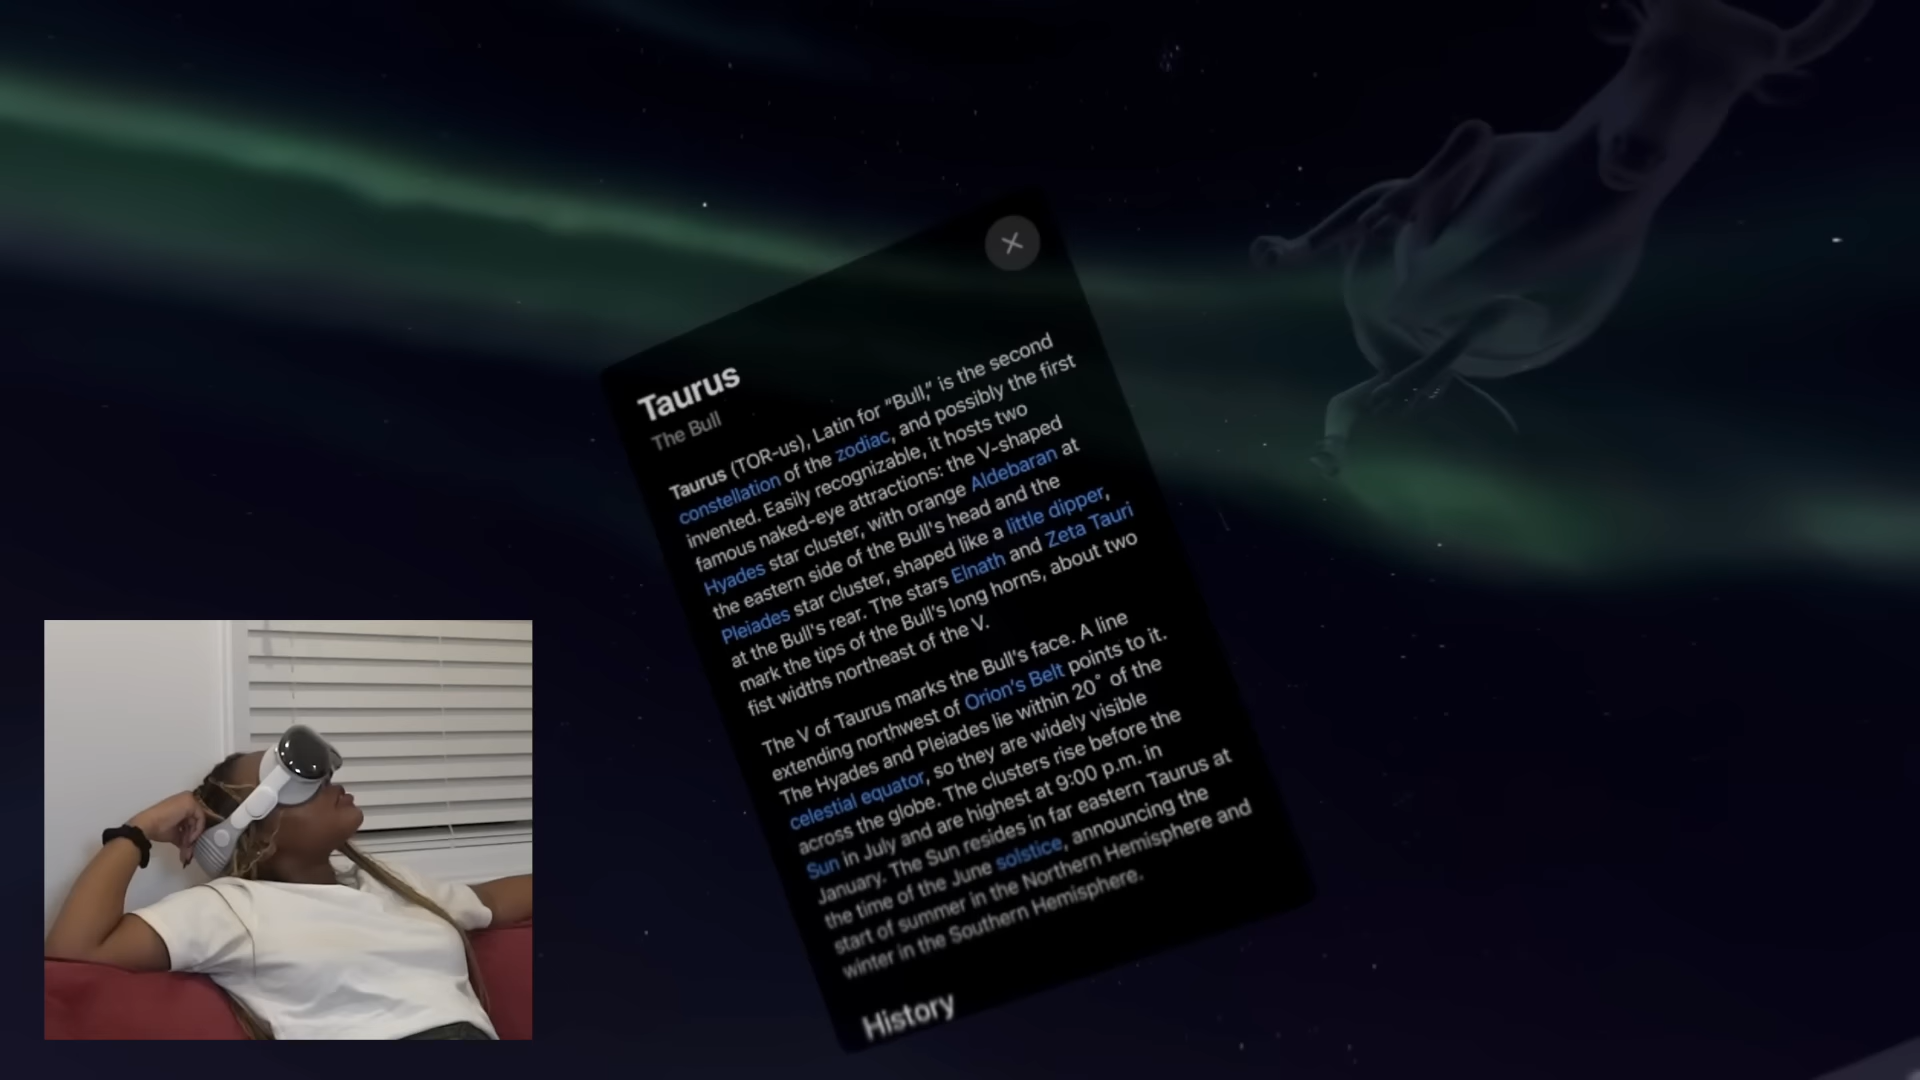 Taurus
The Bull
Taurus (TOR-us), Latin for “Bull,” is the second
constellation of the zodiac, and possibly the first
invented. Easily recognizable, it hosts two
famous naked-eye attractions: the V-shaped
Hyades star cluster, with orange Aldebaran at
the eastern side of the Bull's head and the
Pleiades star cluster, shaped like a little dipper,
at the Bull's rear. The stars Elnath and Zeta Tauri
mark the tips of the Bull's long horns, about two
fist widths northeast of the V.
The V of Taurus marks the Bull's face. A line
extending northwest of Orion's Belt points to it.
The Hyades and Pleiades lie within 20˚ of the
celestial equator, so they are widely visible
across the globe. The clusters rise before the
Sun in July and are highest at 9:00 p.m. in
January. The Sun resides in far eastern Taurus at
the time of the June solstice, announcing the
start of summer in the Northern Hemisphere and
winter in the Southern Hemisphere.
History